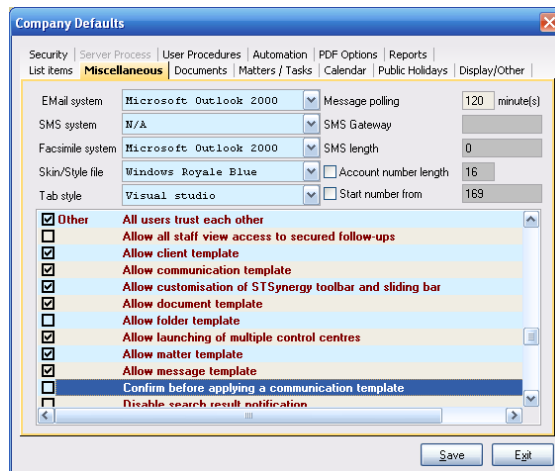 Company Defaults
Security Server Process User Procedures Automation PDF Options Reports
List items Miscellaneous Documents Matters / Tasks Calendar Public Holidays Display/Other
EMail system Microsoft Outlook 2000 Message polling 120 minute(s)
SMS system N/A SMS Gateway
Facsimile system Microsoft Outlook 2000 SMS length 0
Skin/Style file Windows Royale Blue Account number length 16
Tab style Visual studio Start number from 169
Other All users trust each other
Allow all staff view access to secured follow-ups
Allow client template
Allow communication template
Allow customisation of STSynergy toolbar and sliding bar
Allow document template
Allow folder template
Allow launching of multiple control centres
Allow matter template
Allow message template
Confirm before applying a communication template
Disable search result notification
Save Exit